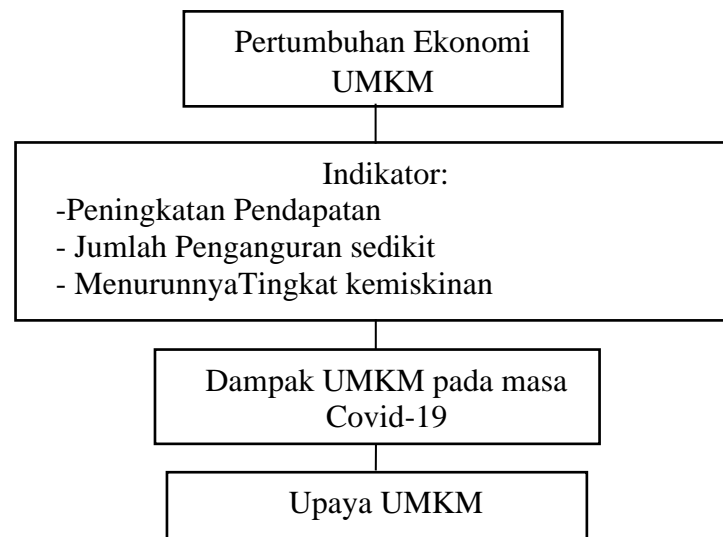 Pertumbuhan Ekonomi
UMKM
Indikator:
-Peningkatan Pendapatan
- Jumlah Penganguran sedikit
- MenurunnyaTingkat kemiskinan
Dampak UMKM pada masa
Covid-19
Upaya UMKM